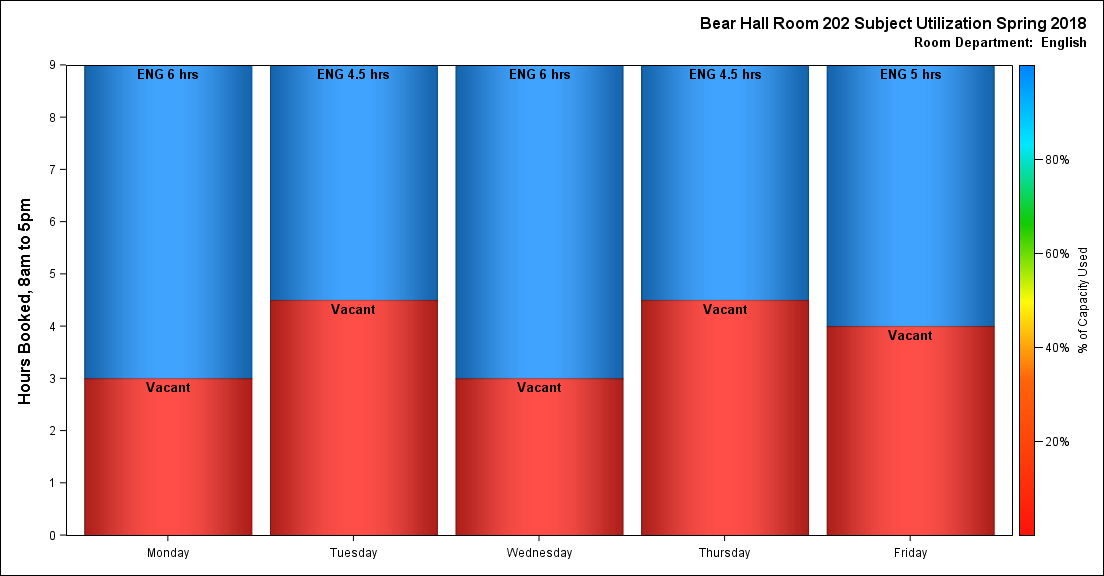 Bear Hall Room 202 Subject Utilization Spring 2018
Room Department:  English
Hours Booked, 8am to 5pm
9
8
7
6
5
4
3
2
1
0
ENG 6 hrs
ENG 4.5 hrs
ENG 6 hrs
ENG 4.5 hrs
ENG 5 hrs
Vacant
Vacant
Vacant
Vacant
Vacant
Monday
Tuesday
Wednesday
Thursday
Friday
80%
60%
40%
20%
% of Capacity Used